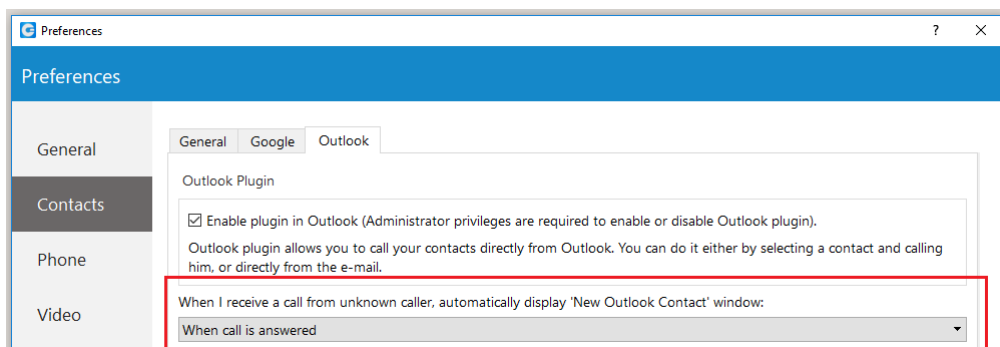 Preferences
Preferences
General
Contacts
Phone
Video
General Google Outlook
Outlook Plugin
Enable plugin in Outlook (Administrator privileges are required to enable or disable Outlook plugin).
Outlook plugin allows you to call your contacts directly from Outlook. You can do it either by selecting a contact and calling
him, or directly from the e-mail.
When I receive a call from unknown caller, automatically display 'New Outlook Contact' window:
When call is answered